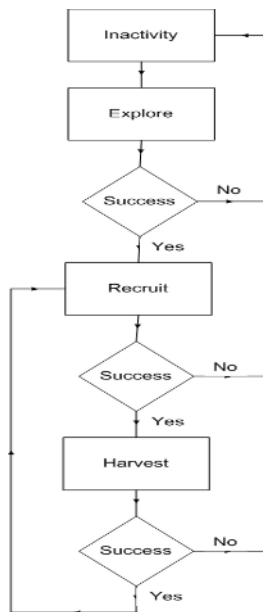 Inactivity
Explore
Success
No
Yes
Recruit
Success
No
Yes
Harvest
Success
No
Yes